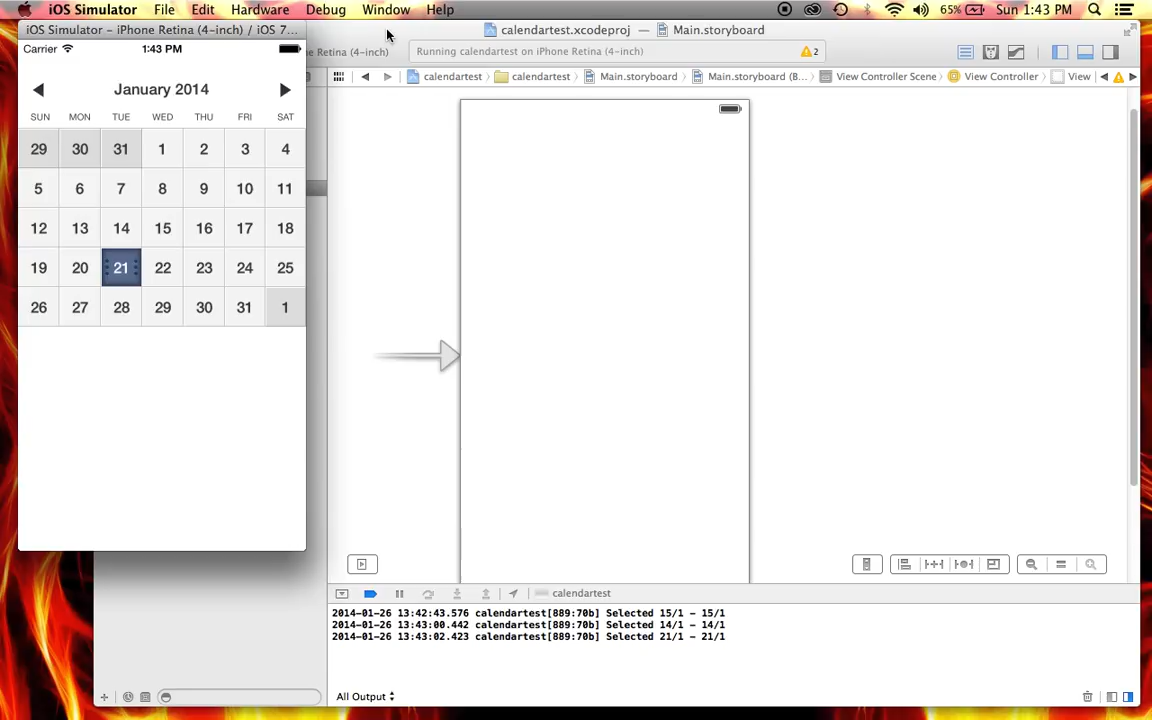 iOS Simulator File Edit Hardware Debug Window Help 65% Sun 1:43 PM
iOS Simulator – iPhone Retina (4-inch) / iOS 7...
calendartest.xcodeproj — Main.storyboard
Carrier 1:43 PM
ne Retina (4-inch) Running calendartest on iPhone Retina (4-inch) 2
calendartest Main.storyboard Main.storyboard (B... View Controller Scene View Controller View
January 2014
SUN MON TUE WED THU FRI SAT
29 30 31 1 2 3 4
5 6 7 8 9 10 11
12 13 14 15 16 17 18
19 20 21 22 23 24 25
26 27 28 29 30 31 1
calendartest
2014-01-26 13:42:43.576 calendartest[889:70b] Selected 15/1 - 15/1
2014-01-26 13:43:00.442 calendartest[889:70b] Selected 14/1 - 14/1
2014-01-26 13:43:02.423 calendartest[889:70b] Selected 21/1 - 21/1
All Output